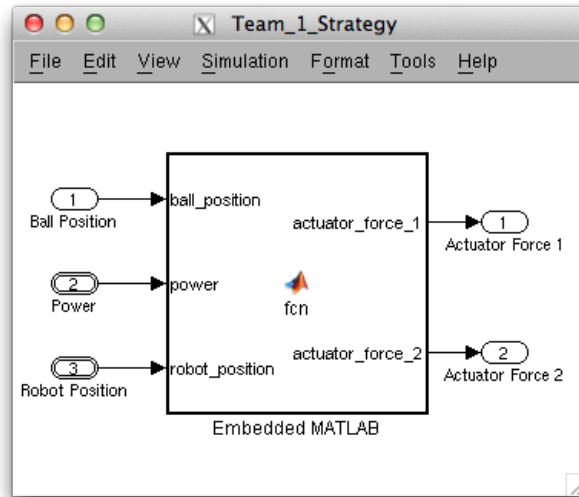 X Team_1_Strategy
File Edit View Simulation Format Tools Help
1
Ball Position
2
Power
3
Robot Position
ball_position
power
robot_position
fcn
actuator_force_1
actuator_force_2
1
Actuator Force 1
2
Actuator Force 2
Embedded MATLAB